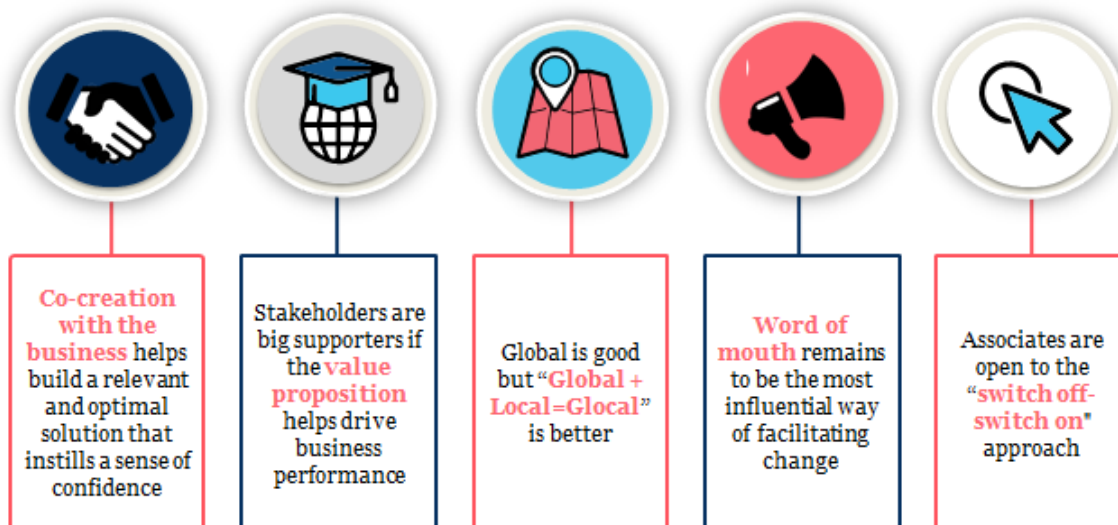 Co-creation
with the
business helps
build a relevant
and optimal
solution that
instills a sense of
confidence
Stakeholders are
big supporters if
the value
proposition
helps drive
business
performance
Global is good
but “Global +
Local=Glocal”
is better
Word of
mouth remains
to be the most
influential way
of facilitating
change
Associates are
open to the
“switch off-
switch on"
approach